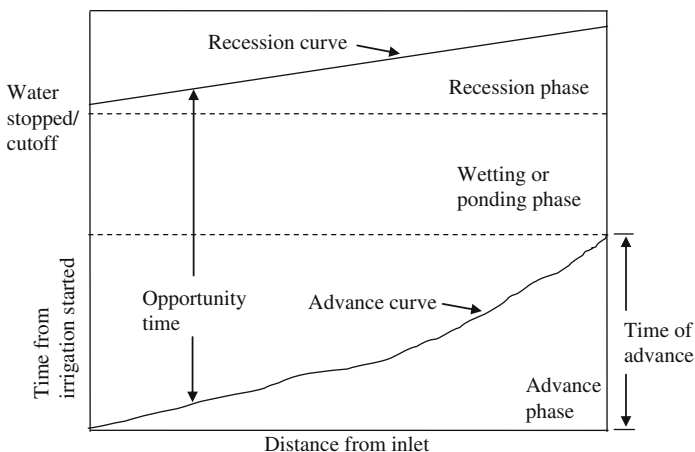 Recession curve
Recession phase
Water
stopped/
cutoff
Wetting or
ponding phase
Opportunity
time
Advance curve
Time of
advance
Time from
irrigation started
Advance
phase
Distance from inlet